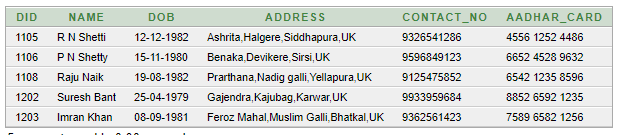 DID NAME DOB ADDRESS CONTACT_NO AADHAR_CARD
1105 R N Shetti 12-12-1982 Ashrita,Halgere,Siddhapura,UK 9326541286 4556 1252 4486
1106 P N Shetty 15-11-1980 Benaka,Devikere,Sirsi,UK 9596849123 6652 4528 9632
1108 Raju Naik 19-08-1982 Prarthana,Nadig galli,Yellapura,UK 9125475852 6542 1235 8596
1202 Suresh Bant 25-04-1979 Gajendra,Kajubag,Karwar,UK 9933959684 8852 6592 1235
1203 Imran Khan 08-09-1981 Feroz Mahal,Muslim Galli,Bhatkal,UK 9362561423 7589 6582 1256